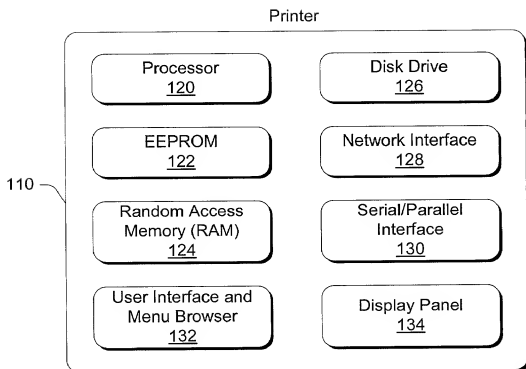 Printer
110
Processor
120
Disk Drive
126
EEPROM
122
Network Interface
128
Random Access
Memory (RAM)
124
Serial/Parallel
Interface
130
User Interface and
Menu Browser
132
Display Panel
134